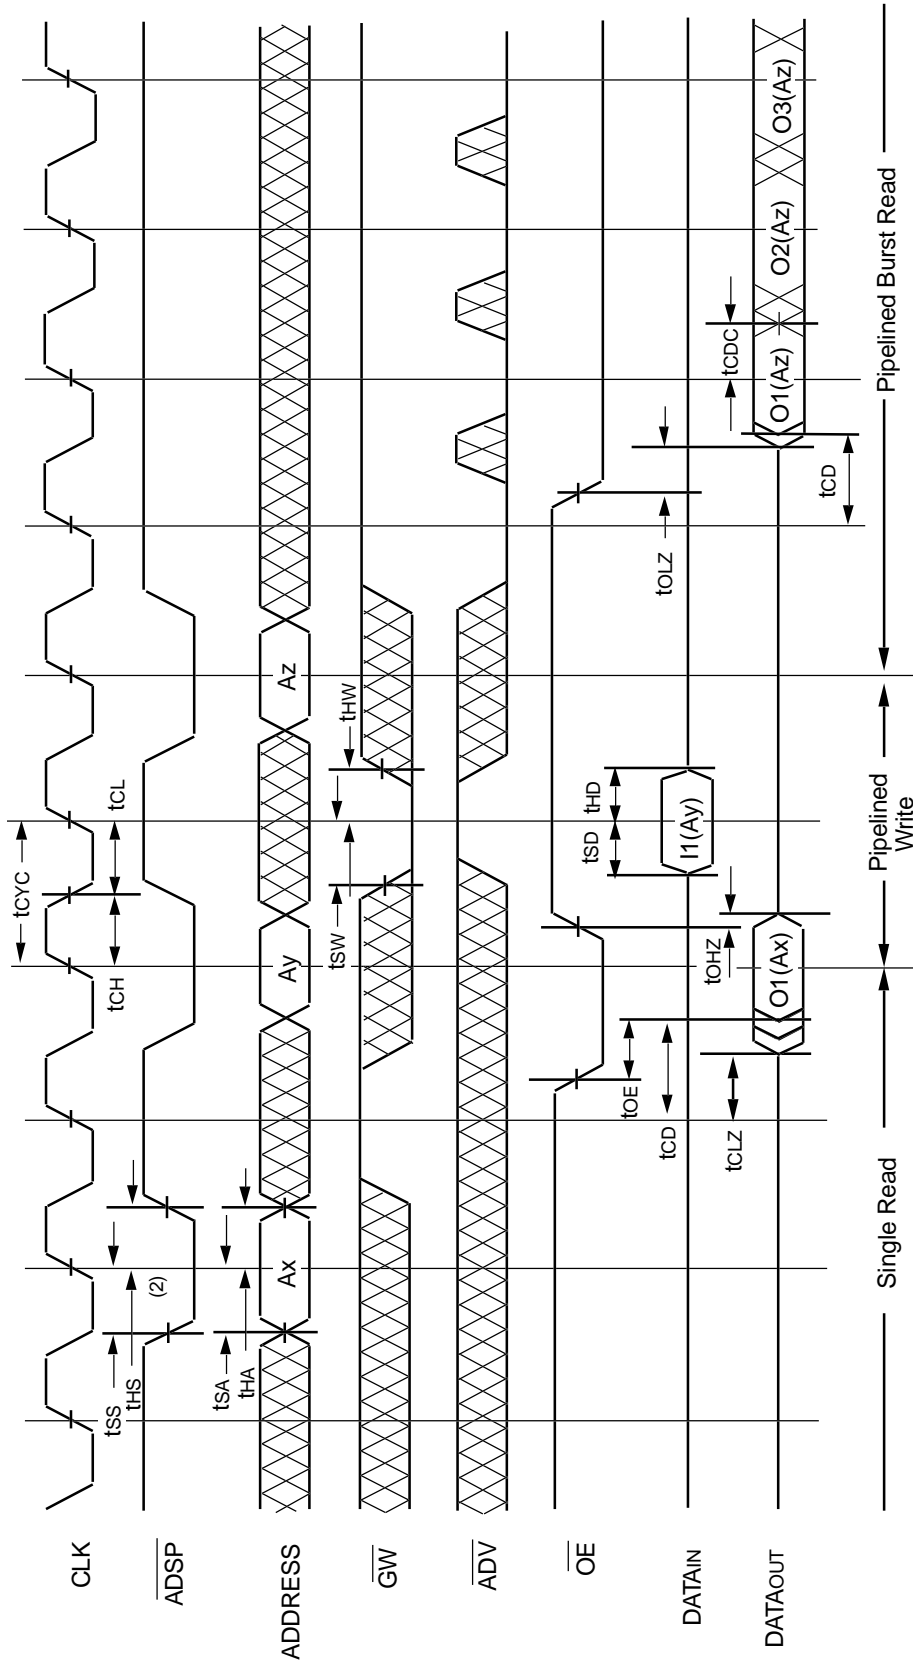 CLK
ADSP
ADDRESS
GW
ADV
OE
DATAIN
DATAOUT
tSS
tHS
(2)
tCH
tCYC
tCL
tSA
tHA
Ax
Ay
Az
tSW
tHW
tOE
tOHZ
tOLZ
tCD
tSD
tHD
I1(Ay)
tCLZ
O1(Ax)
tCD
tCDC
O1(Az)
O2(Az)
O3(Az)
Single Read
Pipelined
Write
Pipelined Burst Read